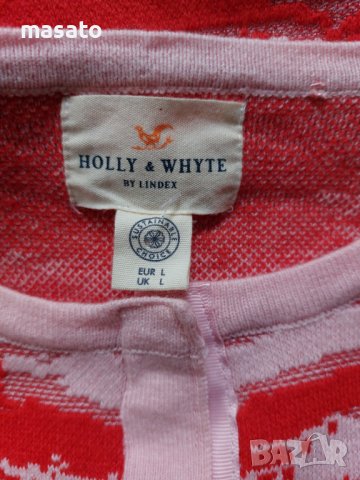 masato
HOLLY & WHYTE
BY LINDEX
SUSTAINABLE
CHOICE
EUR L
UK L
BAZAR